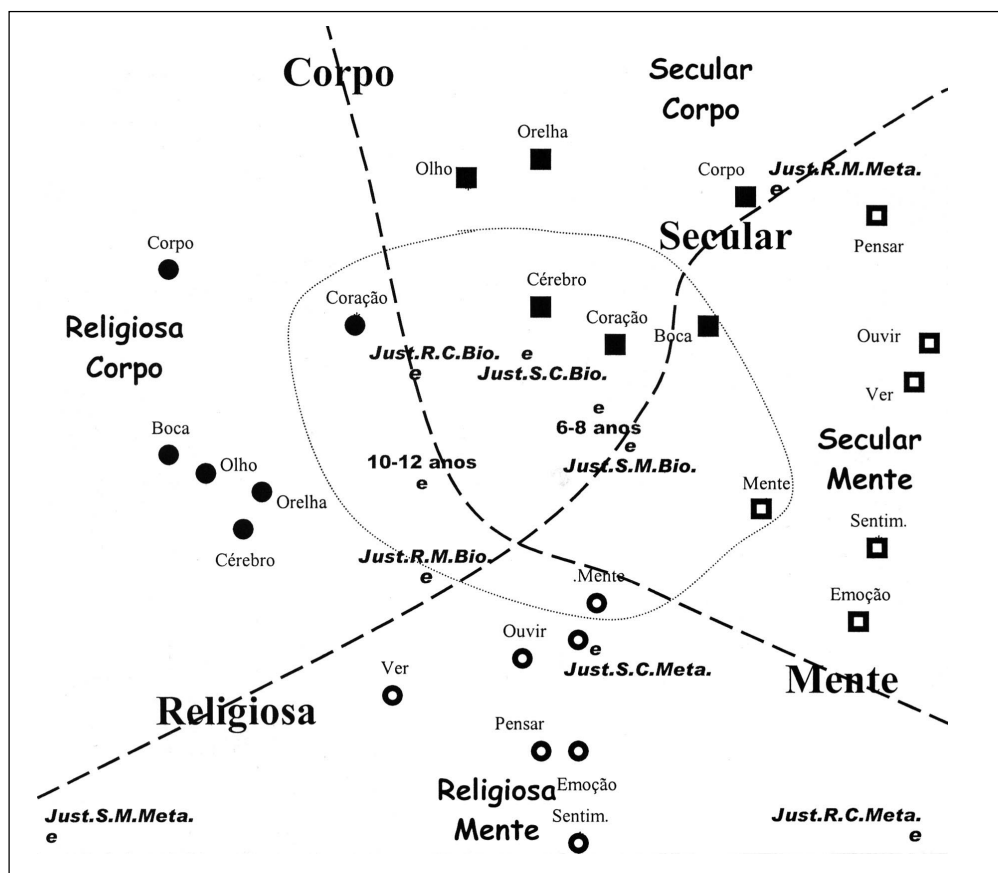 Corpo
Secular
Corpo
Orelha
Olho
Corpo
Just.R.M.Meta.
e
Secular
Pensar
Corpo
Religiosa
Corpo
Coração
Cérebro
Coração
Boca
Ouvir
Ver
Just.R.C.Bio.
e
e
Just.S.C.Bio.
e
6-8 anos
e
Just.S.M.Bio.
Secular
Mente
Boca
Olho
Orelha
Cérebro
10-12 anos
e
Mente
Sentim.
Just.R.M.Bio.
e
.Mente
Emoção
Ouvir
e
Just.S.C.Meta.
Ver
Mente
Religiosa
Pensar
Emoção
Religiosa
Mente
Sentim.
Just.S.M.Meta.
e
Just.R.C.Meta.
e